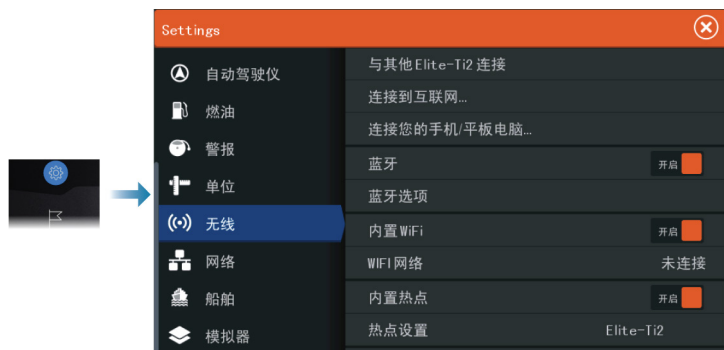 Settings
自动驾驶仪
燃油
警报
单位
无线
网络
船舶
模拟器
与其他 Elite-Ti2 连接
连接到互联网…
连接您的手机/平板电脑…
蓝牙 开启
蓝牙选项
内置 WiFi 开启
WIFI 网络 未连接
内置热点 开启
热点设置 Elite-Ti2